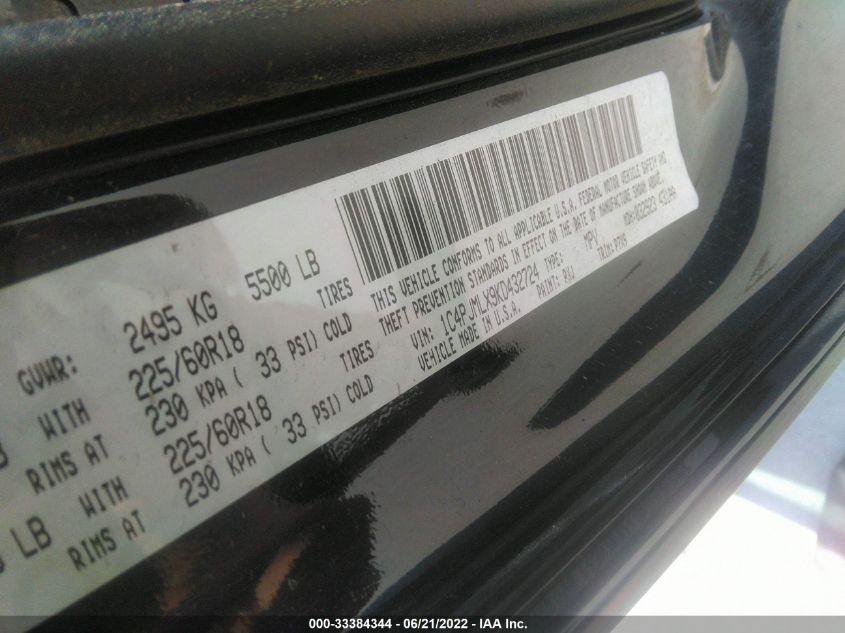 GVWR: 2495 KG 5500 LB
WITH 225/60R18 TIRES
RIMS AT 230 KPA ( 33 PSI) COLD
LB WITH 225/60R18 TIRES
RIMS AT 230 KPA ( 33 PSI) COLD
THIS VEHICLE CONFORMS TO ALL APPLICABLE U.S.A. FEDERAL MOTOR VEHICLE SAFETY AND
THEFT PREVENTION STANDARDS IN EFFECT ON THE DATE OF MANUFACTURE SHOWN ABOVE.
VIN: 1C4PJMLX9KD432724 TYPE: MPV
VEHICLE MADE IN U.S.A. PAINT: PXJ TRIM:
000-33384344 / 06/21/2022 / IAA Inc.